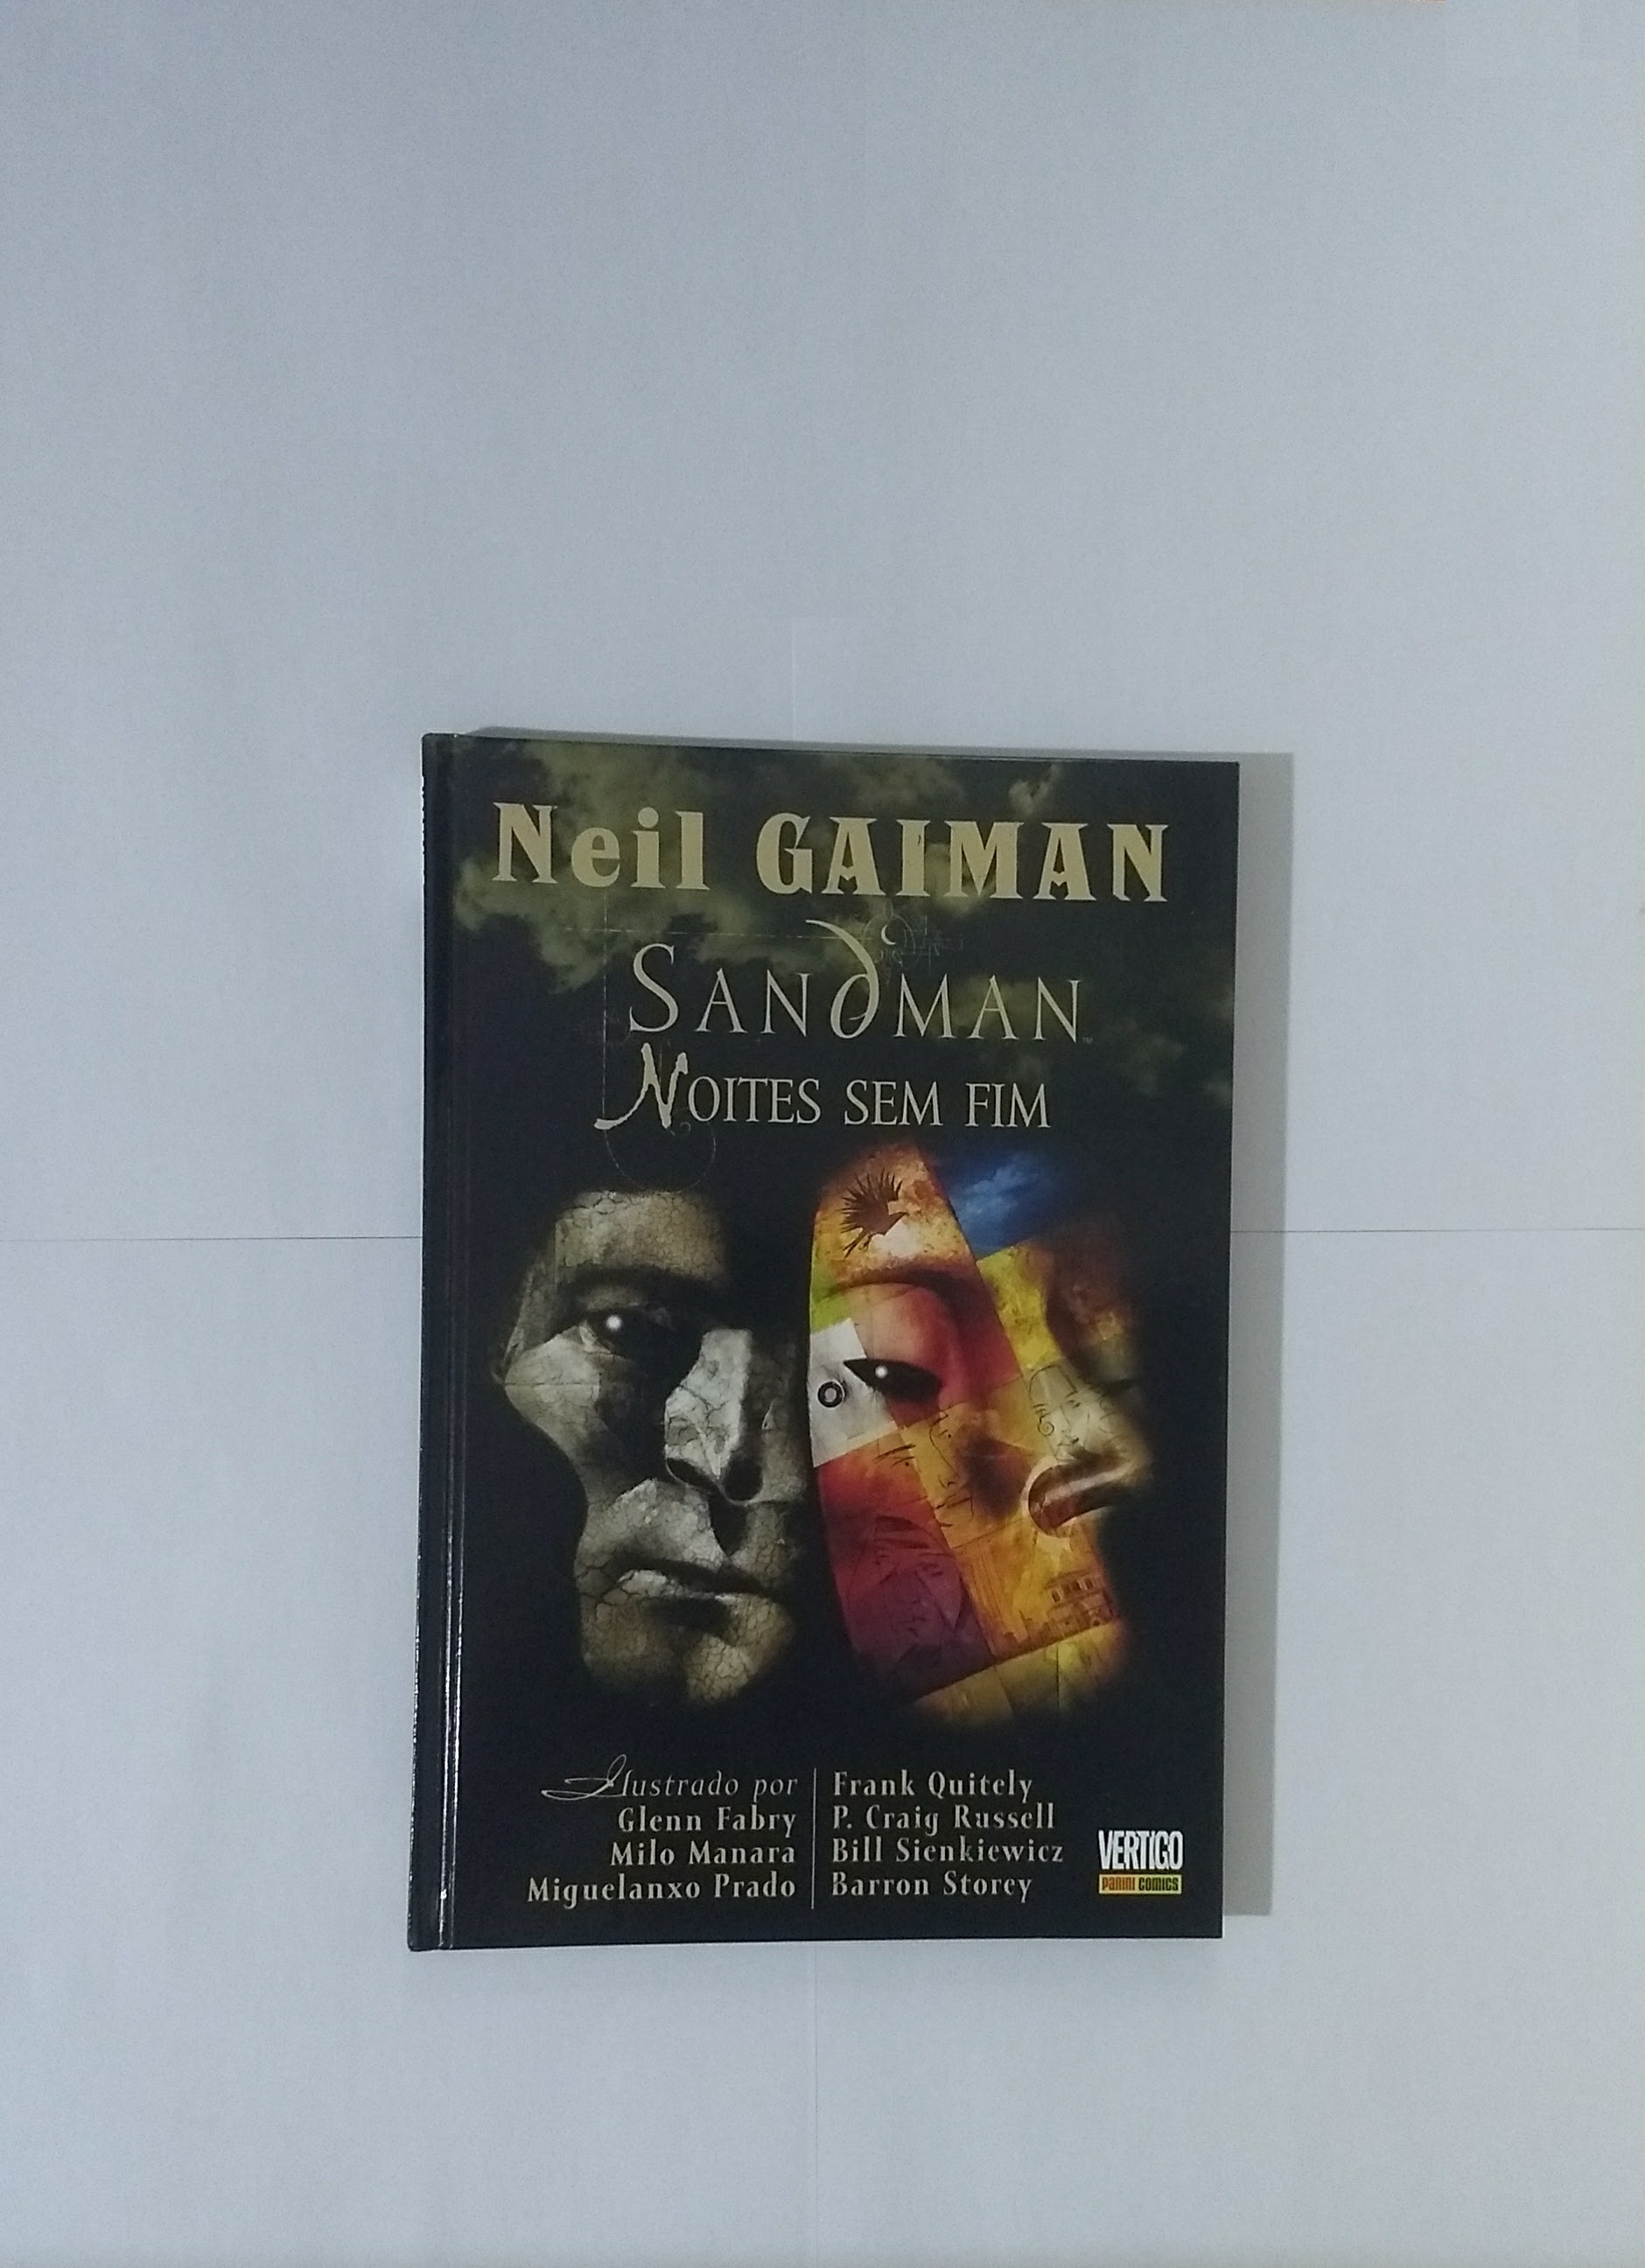 Neil GAIMAN
SANDMAN™
NOITES SEM FIM
Ilustrado por
Glenn Fabry
Milo Manara
Miguelanxo Prado
Frank Quitely
P. Craig Russell
Bill Sienkiewicz
Barron Storey
VERTIGO
PANINI COMICS